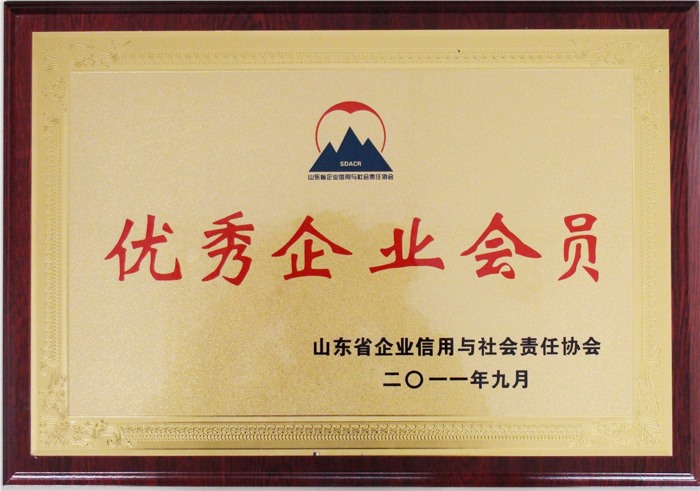 SDACR
山东省企业信用与社会责任协会
优秀企业会员
山东省企业信用与社会责任协会
二〇一一年九月